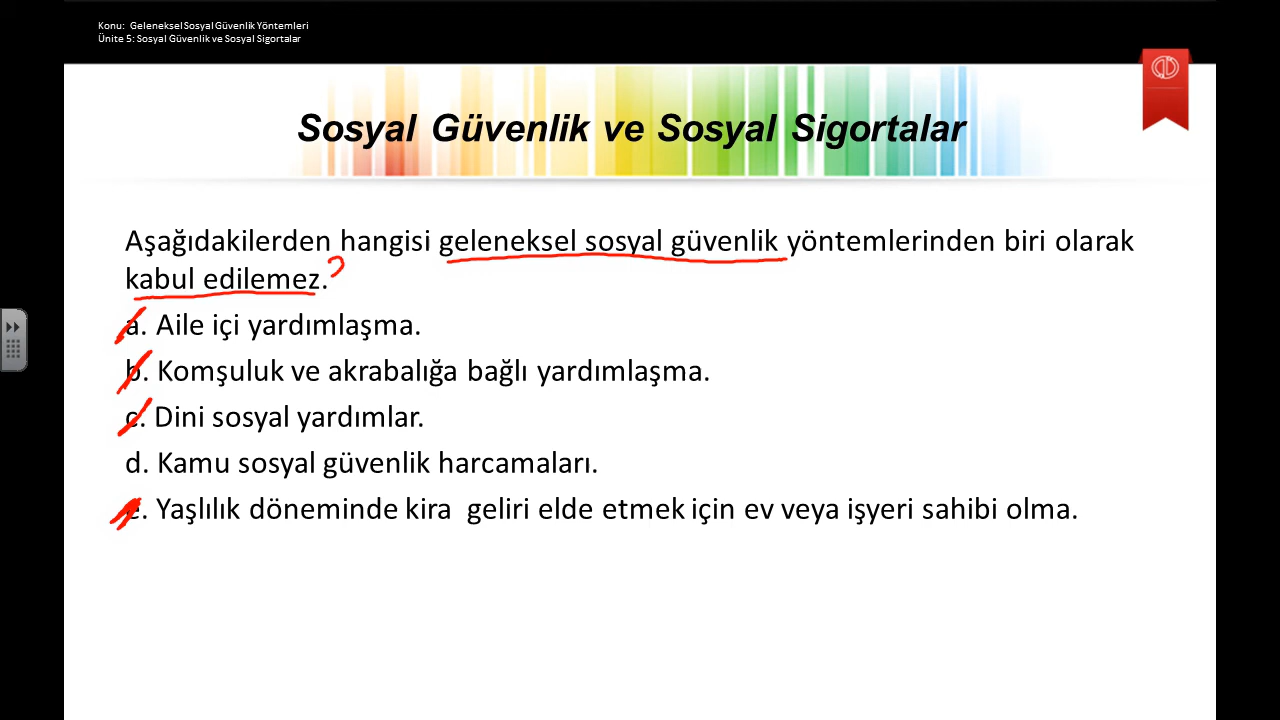 Konu: Geleneksel Sosyal Güvenlik Yöntemleri
Ünite 5: Sosyal Güvenlik ve Sosyal Sigortalar
Sosyal Güvenlik ve Sosyal Sigortalar
Aşağıdakilerden hangisi geleneksel sosyal güvenlik yöntemlerinden biri olarak
kabul edilemez.?
a. Aile içi yardımlaşma.
b. Komşuluk ve akrabalığa bağlı yardımlaşma.
c. Dini sosyal yardımlar.
d. Kamu sosyal güvenlik harcamaları.
e. Yaşlılık döneminde kira geliri elde etmek için ev veya işyeri sahibi olma.